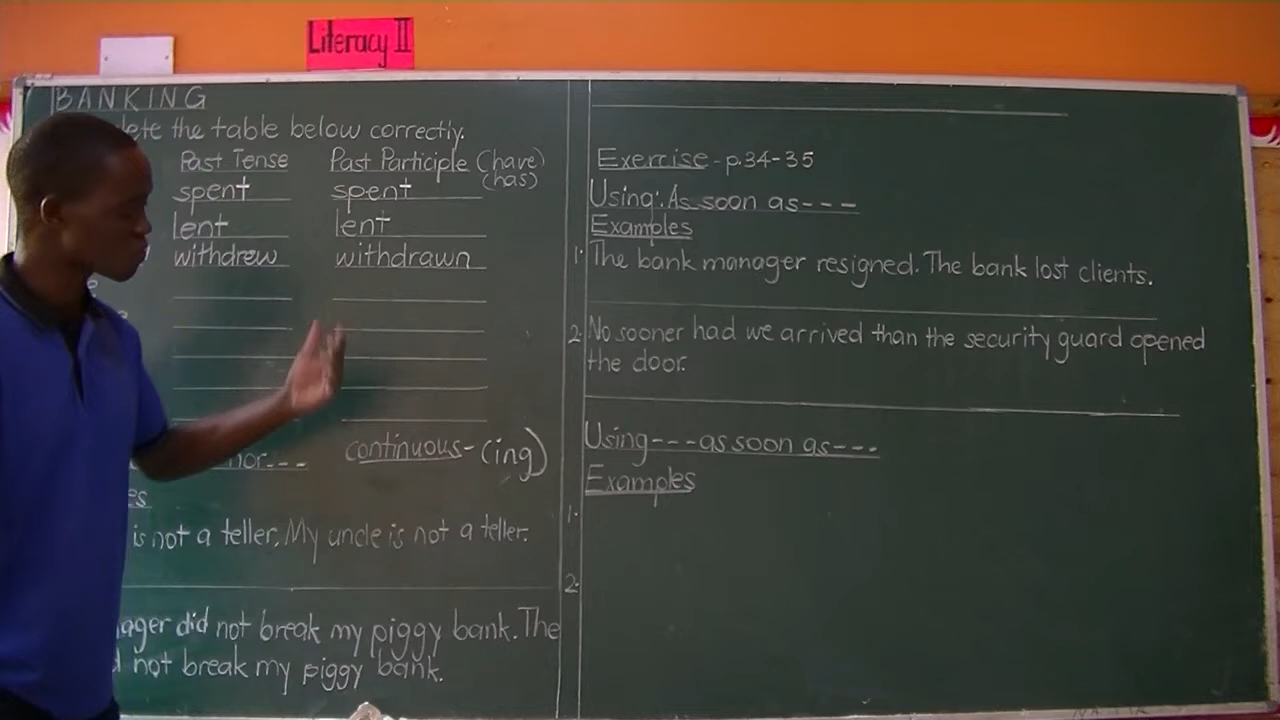 Literacy II
BANKING
the table below correctly.
Past Tense Past Participle (have)
(has)
spent spent
lent lent
withdrew withdrawn
nor---
continuous-(ing)
is not a teller. My uncle is not a teller.
did not break my piggy bank. The
not break my piggy bank.
Exercise - p.34-35
Using: As soon as---
Examples
1. The bank manager resigned. The bank lost clients.
2. No sooner had we arrived than the security guard opened
the door.
Using---as soon as---
Examples
1.
2.